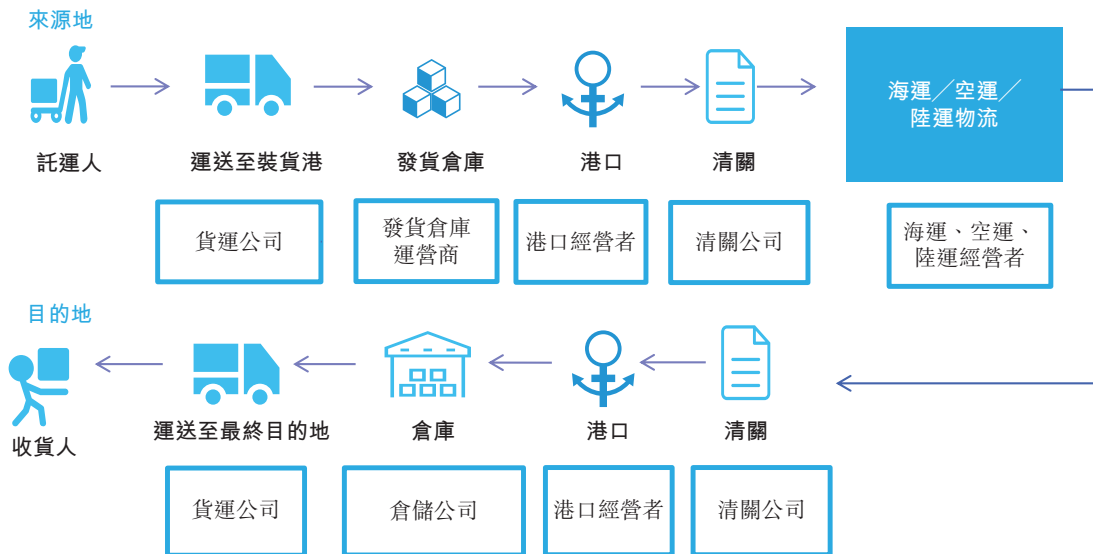 來源地
託運人
運送至裝貨港
發貨倉庫
港口
清關
海運／空運／
陸運物流
貨運公司
發貨倉庫
運營商
港口經營者
清關公司
海運、空運、
陸運經營者
目的地
收貨人
運送至最終目的地
倉庫
港口
清關
貨運公司
倉儲公司
港口經營者
清關公司